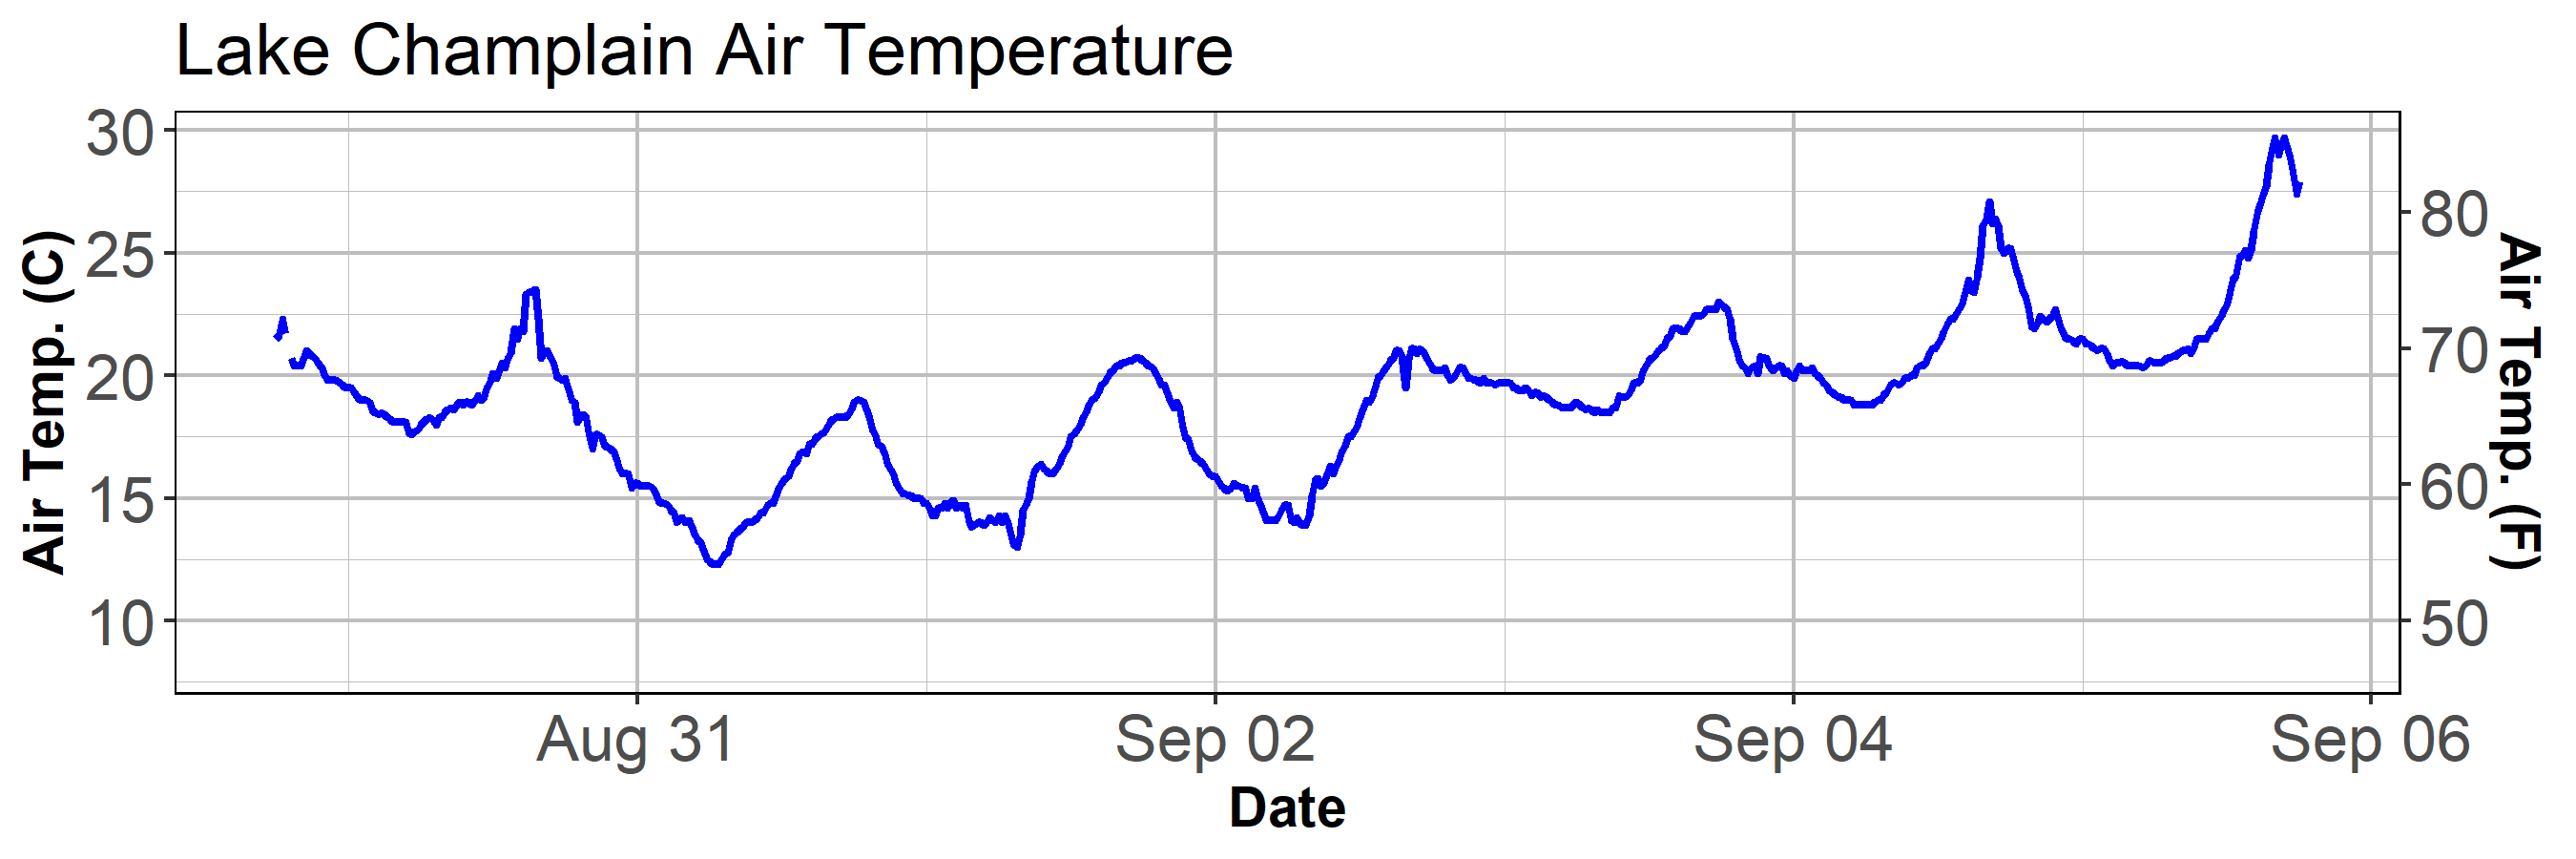 Lake Champlain Air Temperature
Air Temp. (C)
30
25
20
15
10
80
70
60
50
Air Temp. (F)
Aug 31
Sep 02
Sep 04
Sep 06
Date